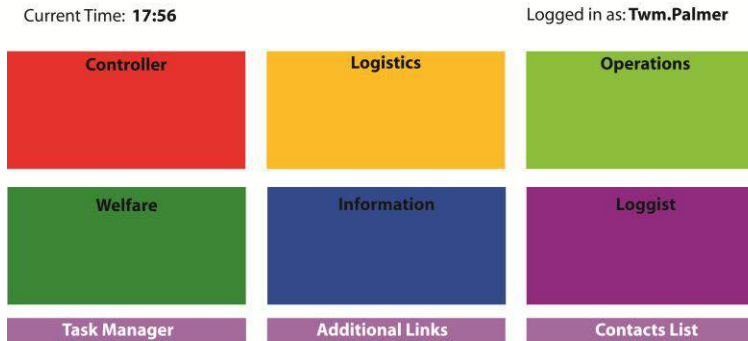 Current Time: 17:56 Logged in as: Twm.Palmer
Controller Logistics Operations
Welfare Information Loggist
Task Manager Additional Links Contacts List